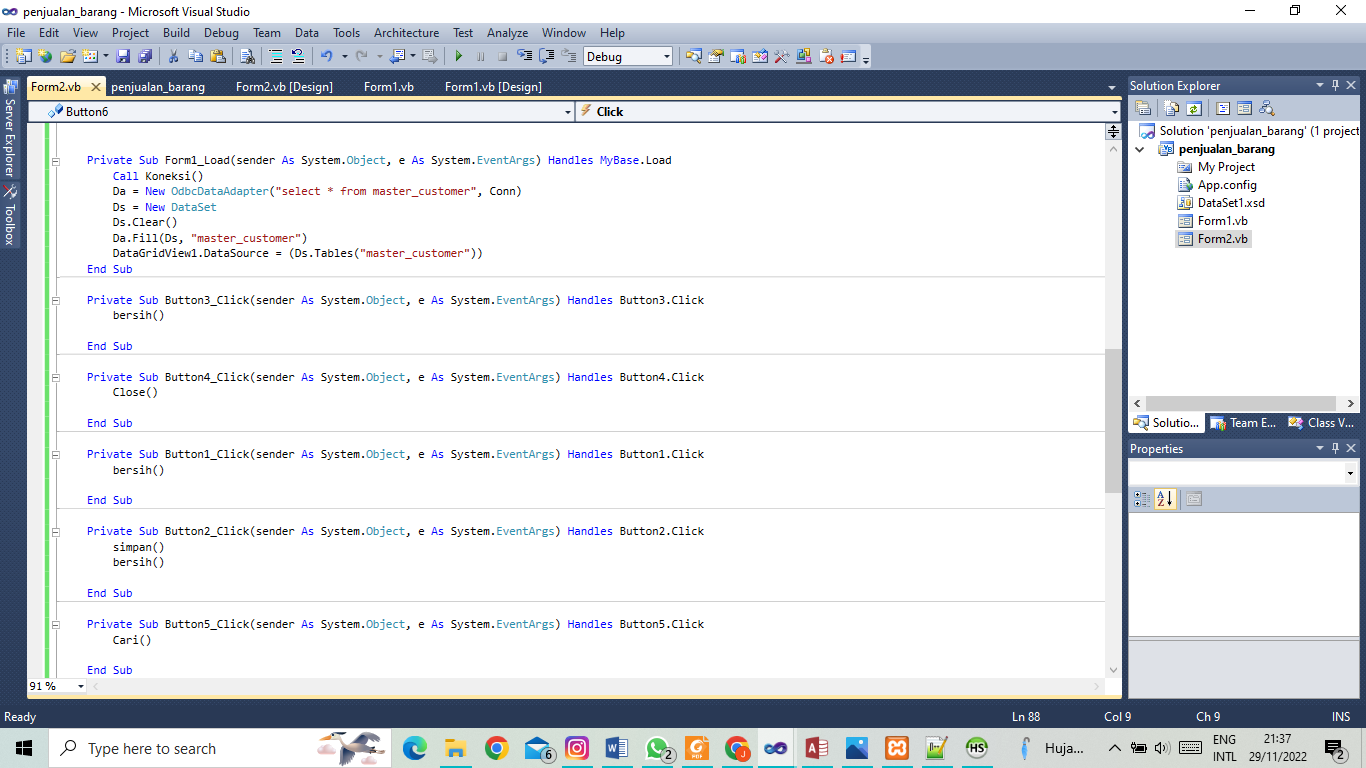 penjualan_barang - Microsoft Visual Studio
File Edit View Project Build Debug Team Data Tools Architecture Test Analyze Window Help
Debug
Form2.vb penjualan_barang Form2.vb [Design] Form1.vb Form1.vb [Design]
Button6 Click
Server Explorer
Toolbox
Private Sub Form1_Load(sender As System.Object, e As System.EventArgs) Handles MyBase.Load
Call Koneksi()
Da = New OdbcDataAdapter("select * from master_customer", Conn)
Ds = New DataSet
Ds.Clear()
Da.Fill(Ds, "master_customer")
DataGridView1.DataSource = (Ds.Tables("master_customer"))
End Sub
Private Sub Button3_Click(sender As System.Object, e As System.EventArgs) Handles Button3.Click
bersih()
End Sub
Private Sub Button4_Click(sender As System.Object, e As System.EventArgs) Handles Button4.Click
Close()
End Sub
Private Sub Button1_Click(sender As System.Object, e As System.EventArgs) Handles Button1.Click
bersih()
End Sub
Private Sub Button2_Click(sender As System.Object, e As System.EventArgs) Handles Button2.Click
simpan()
bersih()
End Sub
Private Sub Button5_Click(sender As System.Object, e As System.EventArgs) Handles Button5.Click
Cari()
End Sub
91 %
Solution Explorer
Solution 'penjualan_barang' (1 project
penjualan_barang
My Project
App.config
DataSet1.xsd
Form1.vb
Form2.vb
Solutio... Team E... Class V...
Properties
Ready Ln 88 Col 9 Ch 9 INS
Type here to search
6
2
PDF
J
HS
Huja...
ENG
INTL
21:37
29/11/2022
2